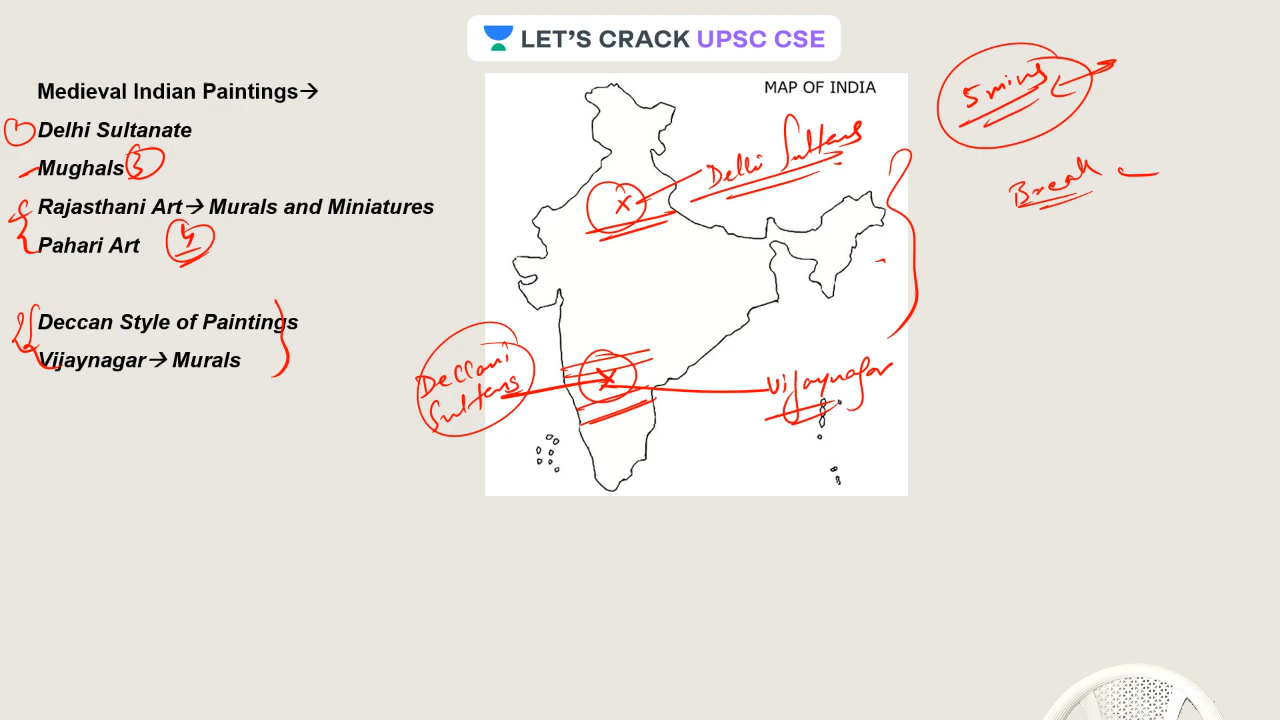 LET'S CRACK UPSC CSE
Medieval Indian Paintings→
Delhi Sultanate
Mughals 3
Rajasthani Art→ Murals and Miniatures
Pahari Art
Deccan Style of Paintings
Vijaynagar→ Murals
MAP OF INDIA
Delhi Sultans
Sultans
Vijaynagar
5 mins
Break